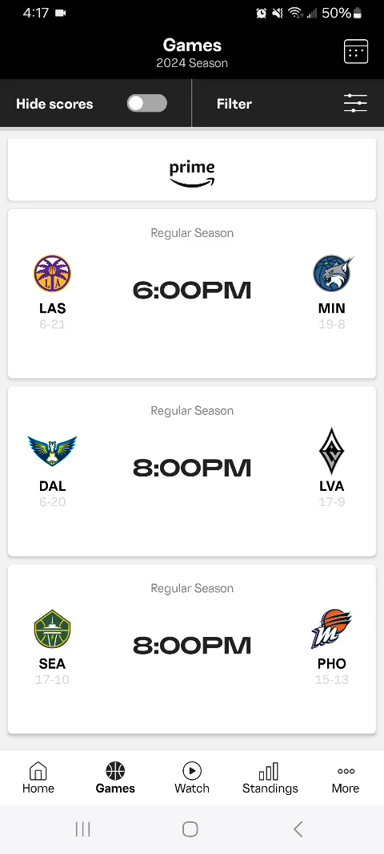 4:17
50%
Games
2024 Season
Hide scores
Filter
prime
Regular Season
6:00PM
LA
LAS
MIN
6-21
19-8
Regular Season
8:00PM
DAL
LVA
6-20
17-9
Regular Season
8:00PM
M
SEA
PHO
17-10
15-13
Home
Games
Watch
Standings
More